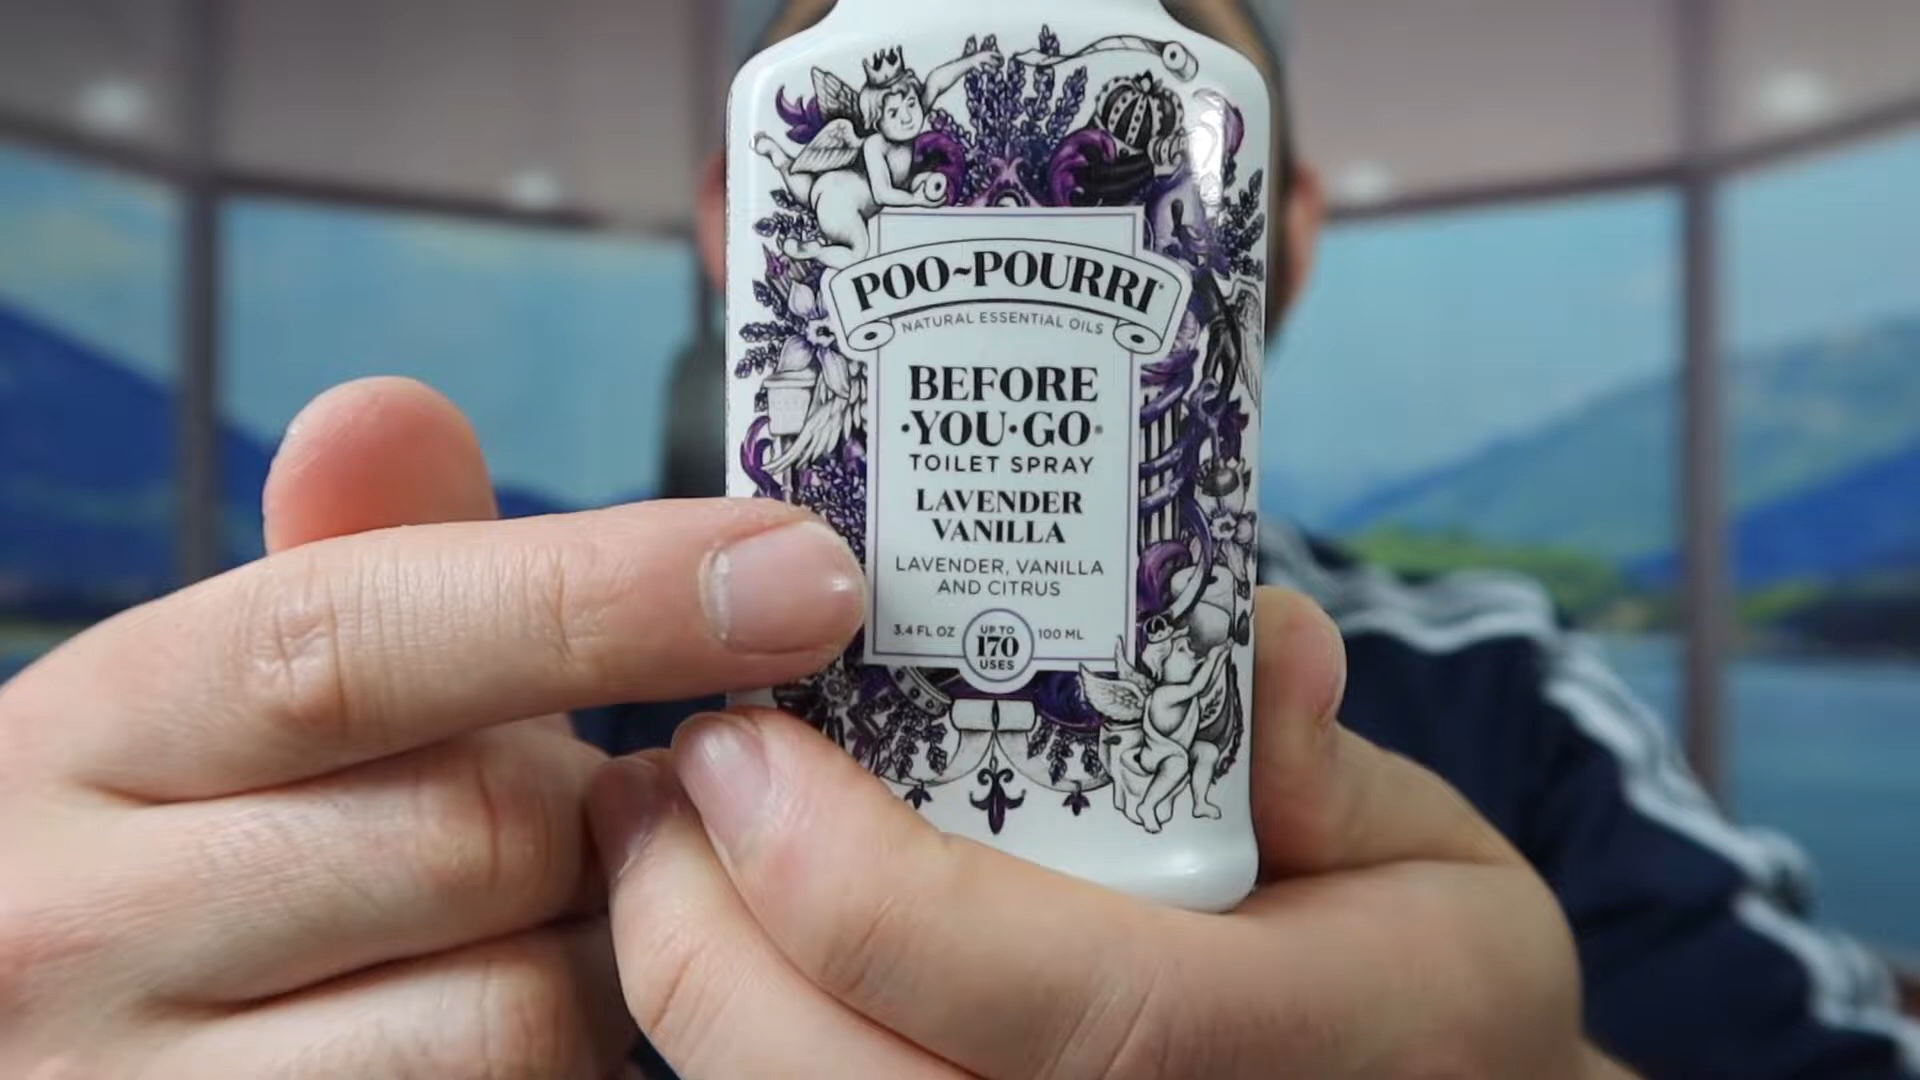 POO~POURRI
NATURAL ESSENTIAL OILS
BEFORE
·YOU·GO®
TOILET SPRAY
LAVENDER
VANILLA
LAVENDER, VANILLA
AND CITRUS
3.4 FL OZ
UP TO
170
USES
100 ML